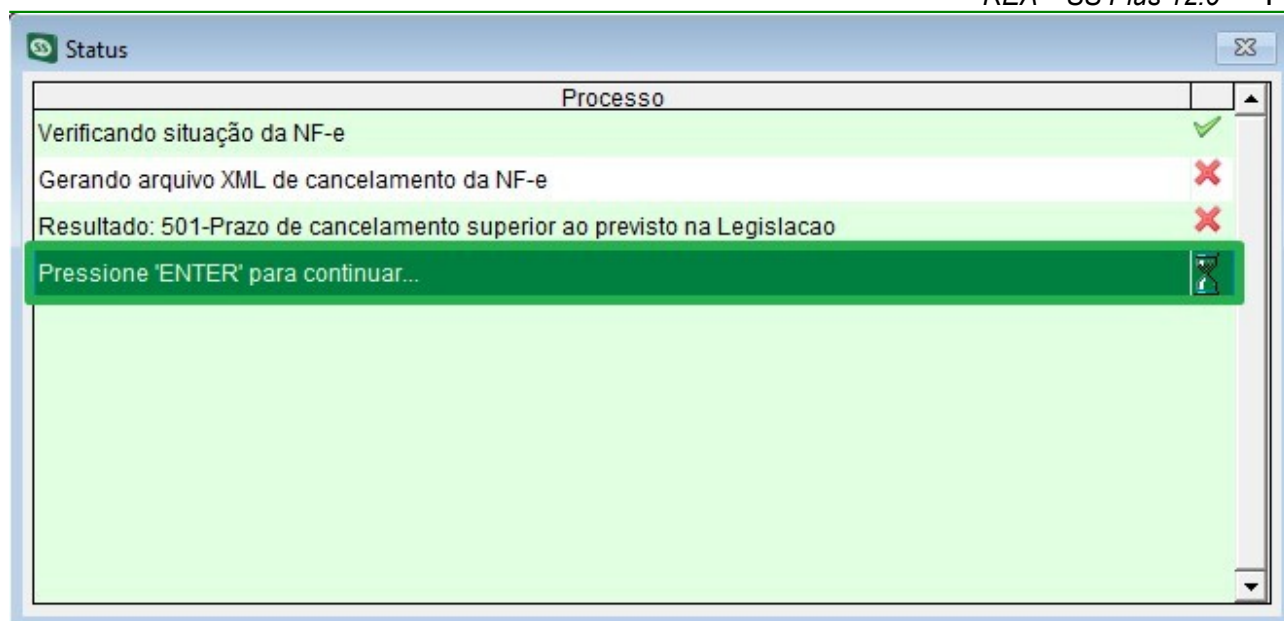 Status
Processo
Verificando situação da NF-e
Gerando arquivo XML de cancelamento da NF-e
Resultado: 501-Prazo de cancelamento superior ao previsto na Legislacao
Pressione 'ENTER' para continuar...